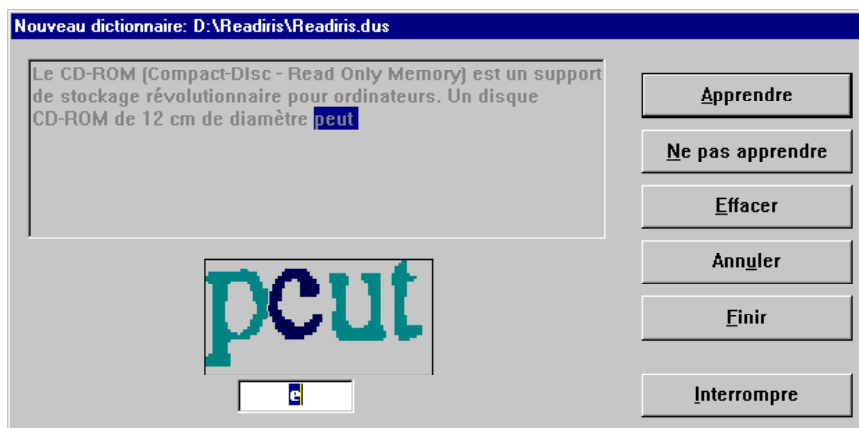 Nouveau dictionnaire: D:\Readiris\Readiris.dus
Le CD-ROM (Compact-DIsc - Read Only Memory) est un support
de stockage révolutionnaire pour ordinateurs. Un disque
CD-ROM de 12 cm de diamètre peut
Apprendre
Ne pas apprendre
Effacer
Annuler
Finir
Interrompre
pcut
e